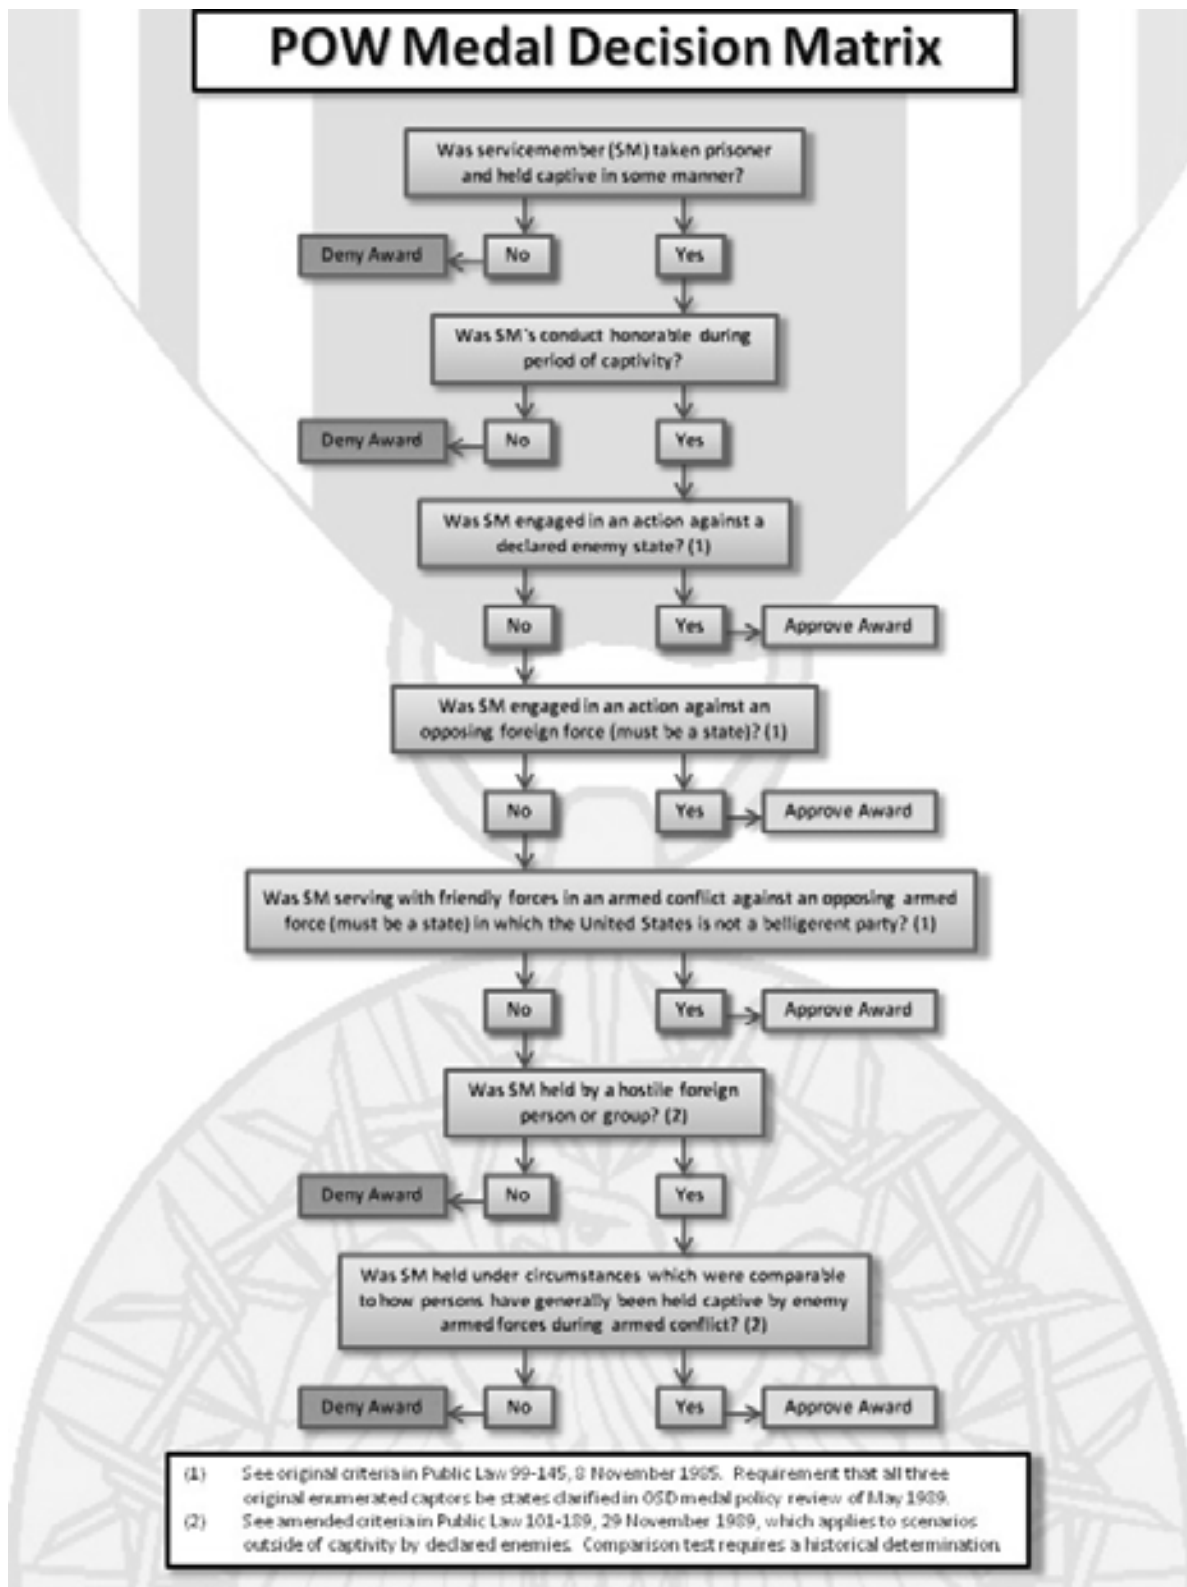 POW Medal Decision Matrix
Was servicemember (SM) taken prisoner
and held captive in some manner?
Deny Award
No
Yes
Was SM's conduct honorable during
period of captivity?
Deny Award
No
Yes
Was SM engaged in an action against a
declared enemy state? (1)
No
Yes
Approve Award
Was SM engaged in an action against an
opposing foreign force (must be a state)? (1)
No
Yes
Approve Award
Was SM serving with friendly forces in an armed conflict against an opposing armed
force (must be a state) in which the United States is not a belligerent party? (1)
No
Yes
Approve Award
Was SM held by a hostile foreign
person or group? (2)
Deny Award
No
Yes
Was SM held under circumstances which were comparable
to how persons have generally been held captive by enemy
armed forces during armed conflict? (2)
Deny Award
No
Yes
Approve Award
(1) See original criteria in Public Law 99-145, 8 November 1985. Requirement that all three
original enumerated captors be states clarified in OSD medal policy review of May 1989.
(2) See amended criteria in Public Law 101-189, 29 November 1989, which applies to scenarios
outside of captivity by declared enemies. Comparison test requires a historical determination.